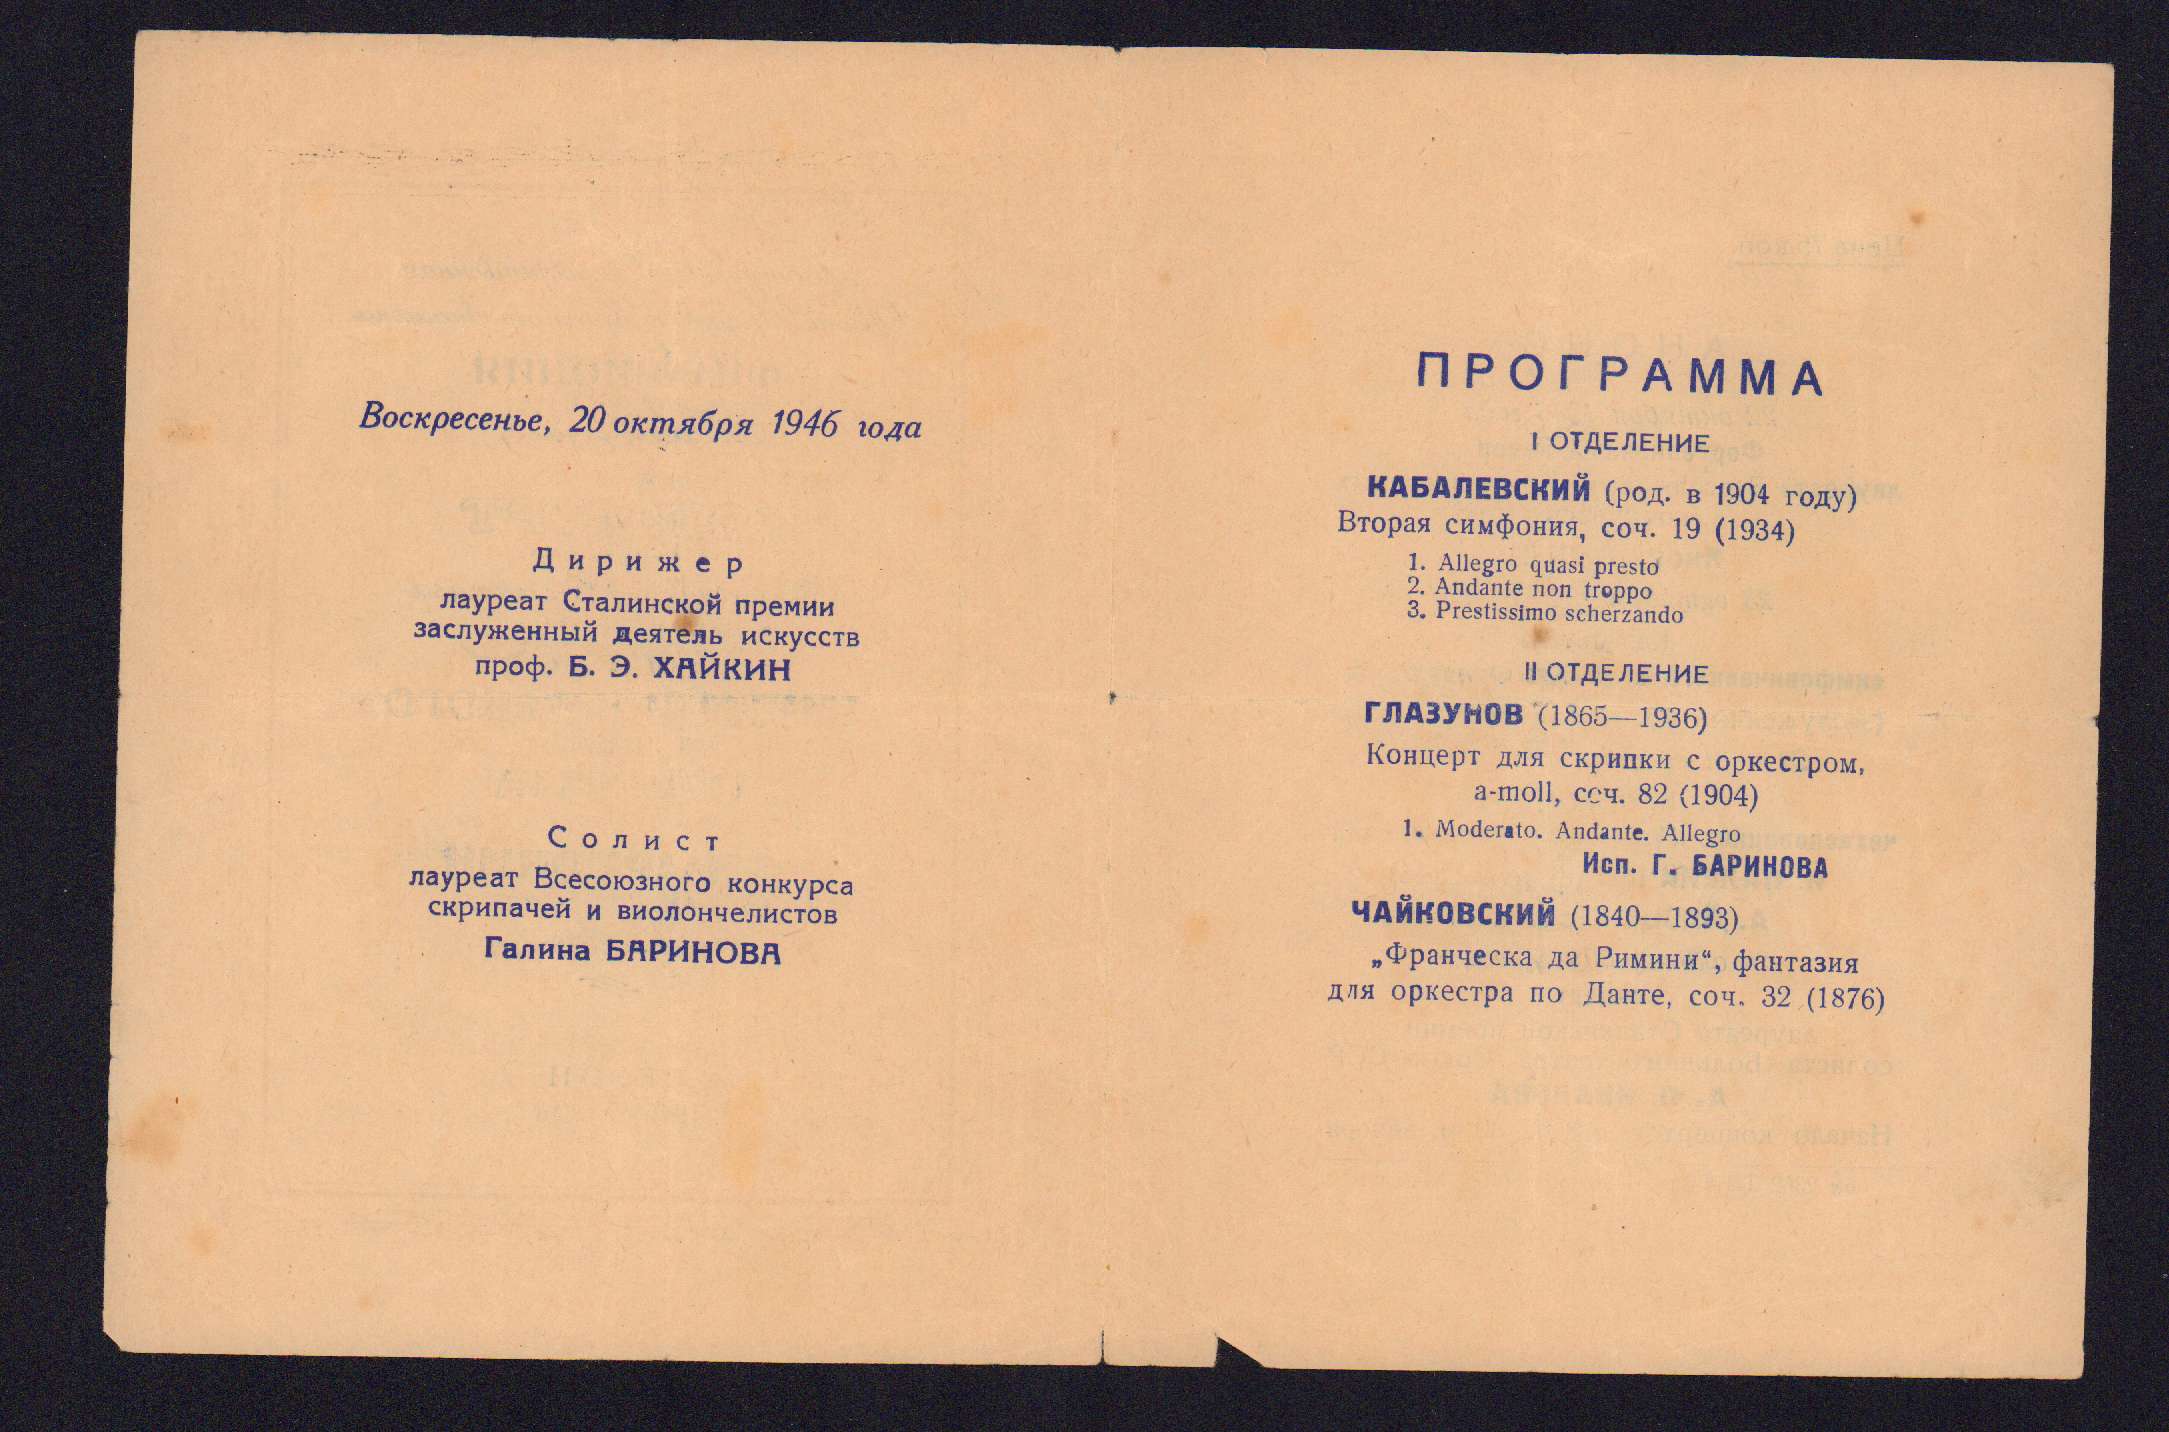 Воскресенье, 20 октября 1946 года
Дирижер
лауреат Сталинской премии
заслуженный деятель искусств
проф. Б. Э. ХАЙКИН
Солист
лауреат Всесоюзного конкурса
скрипачей и виолончелистов
Галина БАРИНОВА
ПРОГРАММА
I ОТДЕЛЕНИЕ
КАБАЛЕВСКИЙ (род. в 1904 году)
Вторая симфония, соч. 19 (1934)
1. Allegro quasi presto
2. Andante non troppo
3. Prestissimo scherzando
II ОТДЕЛЕНИЕ
ГЛАЗУНОВ (1865—1936)
Концерт для скрипки с оркестром,
a-moll, соч. 82 (1904)
1. Moderato. Andante. Allegro
Исп. Г. БАРИНОВА
ЧАЙКОВСКИЙ (1840—1893)
„Франческа да Римини“, фантазия
для оркестра по Данте, соч. 32 (1876)